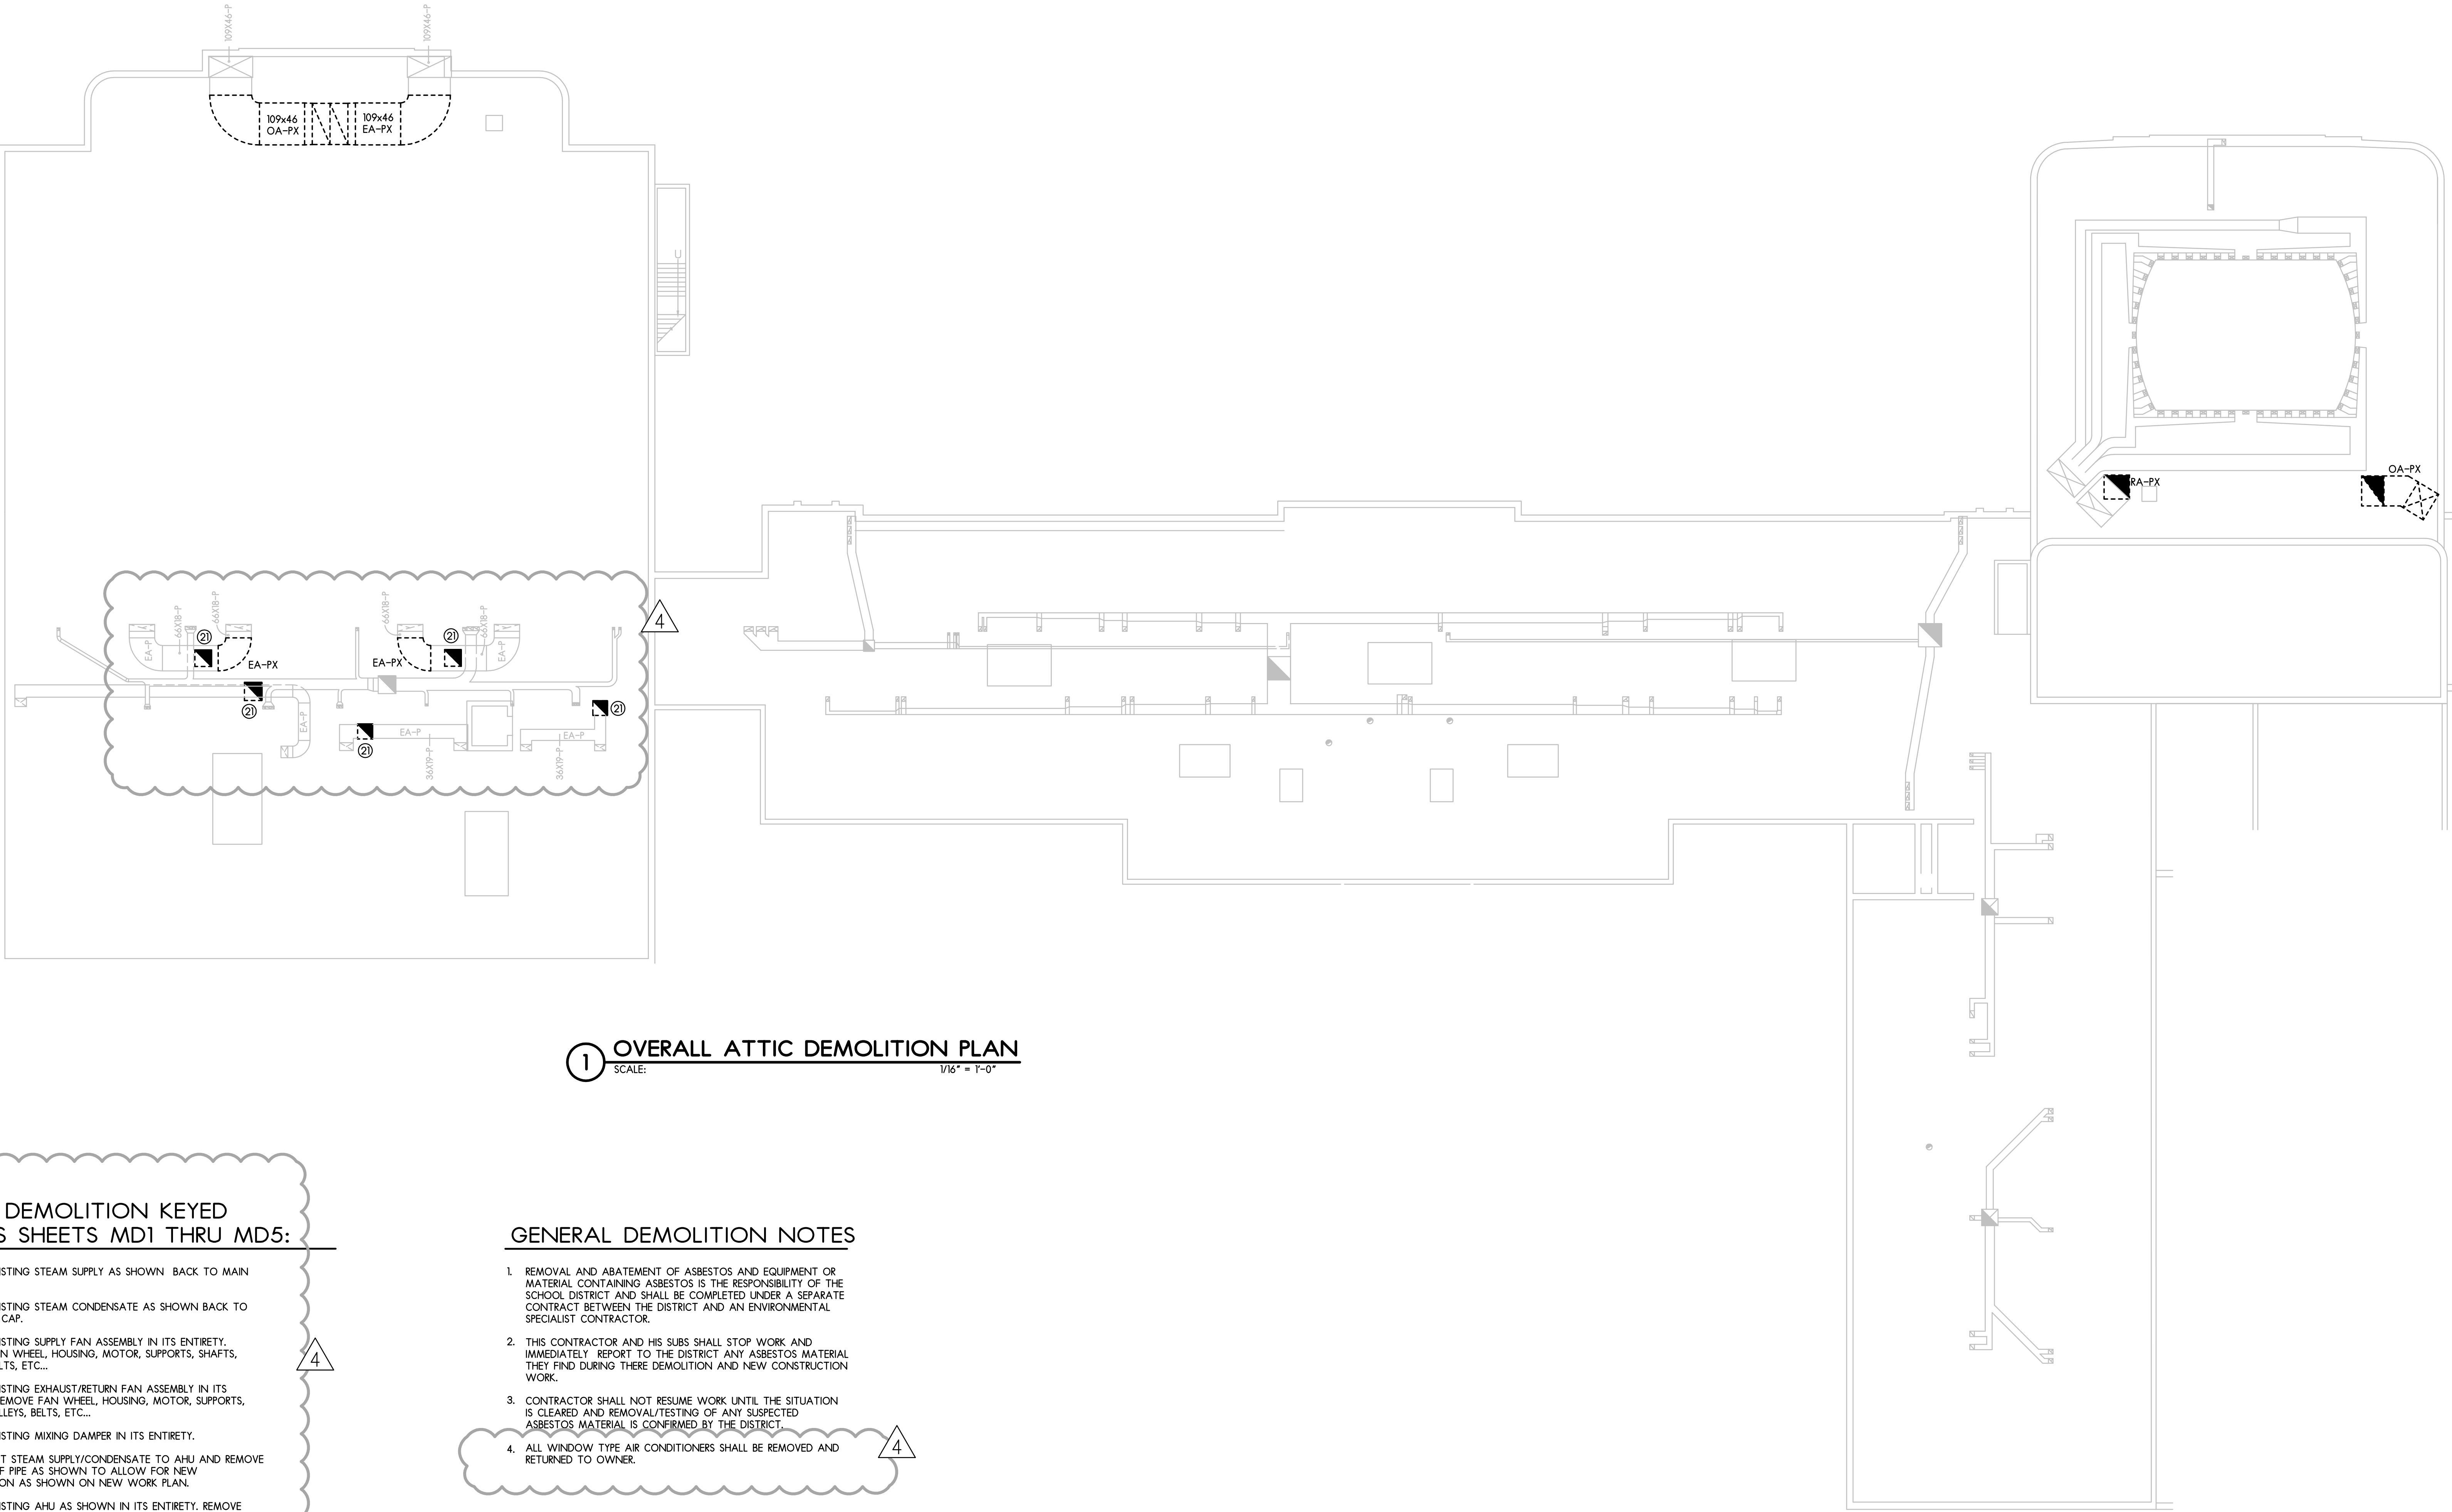 109X46-P
109X46-P
109x46
OA-PX
109x46
EA-PX
U
OA-PX
RA-PX
66X18-P
66X18-P
66X18-P
66X18-P
4
21
21
EA-P
EA-P
EA-PX
EA-PX
21
21
EA-P
EA-P
EA-P
21
36X19-P
36X19-P
1
OVERALL ATTIC DEMOLITION PLAN
SCALE: 1/16" = 1'-0"
DEMOLITION KEYED
S SHEETS MD1 THRU MD5:
ISTING STEAM SUPPLY AS SHOWN BACK TO MAIN
ISTING STEAM CONDENSATE AS SHOWN BACK TO
CAP.
ISTING SUPPLY FAN ASSEMBLY IN ITS ENTIRETY.
N WHEEL, HOUSING, MOTOR, SUPPORTS, SHAFTS,
LTS, ETC...
4
ISTING EXHAUST/RETURN FAN ASSEMBLY IN ITS
EMOVE FAN WHEEL, HOUSING, MOTOR, SUPPORTS,
LLEYS, BELTS, ETC...
ISTING MIXING DAMPER IN ITS ENTIRETY.
T STEAM SUPPLY/CONDENSATE TO AHU AND REMOVE
F PIPE AS SHOWN TO ALLOW FOR NEW
ON AS SHOWN ON NEW WORK PLAN.
ISTING AHU AS SHOWN IN ITS ENTIRETY. REMOVE
GENERAL DEMOLITION NOTES
1. REMOVAL AND ABATEMENT OF ASBESTOS AND EQUIPMENT OR
MATERIAL CONTAINING ASBESTOS IS THE RESPONSIBILITY OF THE
SCHOOL DISTRICT AND SHALL BE COMPLETED UNDER A SEPARATE
CONTRACT BETWEEN THE DISTRICT AND AN ENVIRONMENTAL
SPECIALIST CONTRACTOR.
2. THIS CONTRACTOR AND HIS SUBS SHALL STOP WORK AND
IMMEDIATELY REPORT TO THE DISTRICT ANY ASBESTOS MATERIAL
THEY FIND DURING THERE DEMOLITION AND NEW CONSTRUCTION
WORK.
3. CONTRACTOR SHALL NOT RESUME WORK UNTIL THE SITUATION
IS CLEARED AND REMOVAL/TESTING OF ANY SUSPECTED
ASBESTOS MATERIAL IS CONFIRMED BY THE DISTRICT.
4. ALL WINDOW TYPE AIR CONDITIONERS SHALL BE REMOVED AND
RETURNED TO OWNER.
4